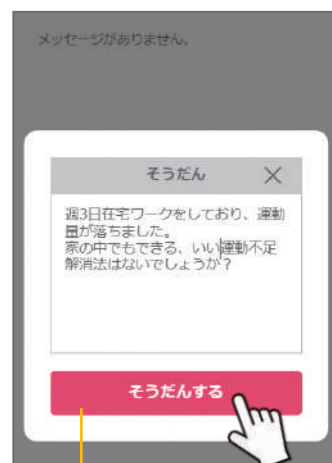 メッセージがありません。
そうだん
週3日在宅ワークをしており、運動
量が落ちました。
家の中でもできる、いい運動不足
解消法はないでしょうか？
そうだんする